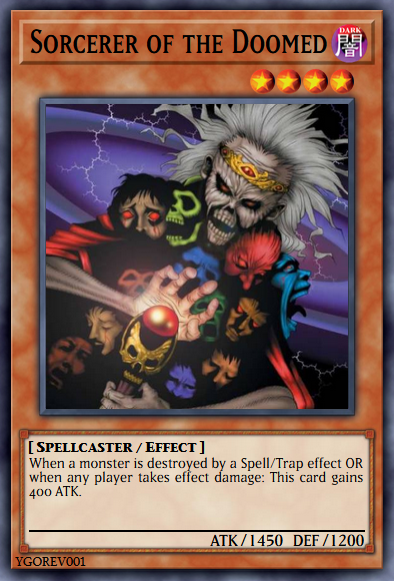 Sorcerer of the Doomed
DARK
闇
[ Spellcaster / Effect ]
When a monster is destroyed by a Spell/Trap effect OR
when any player takes effect damage: This card gains
400 ATK.
ATK / 1450 DEF / 1200
YGOREV001